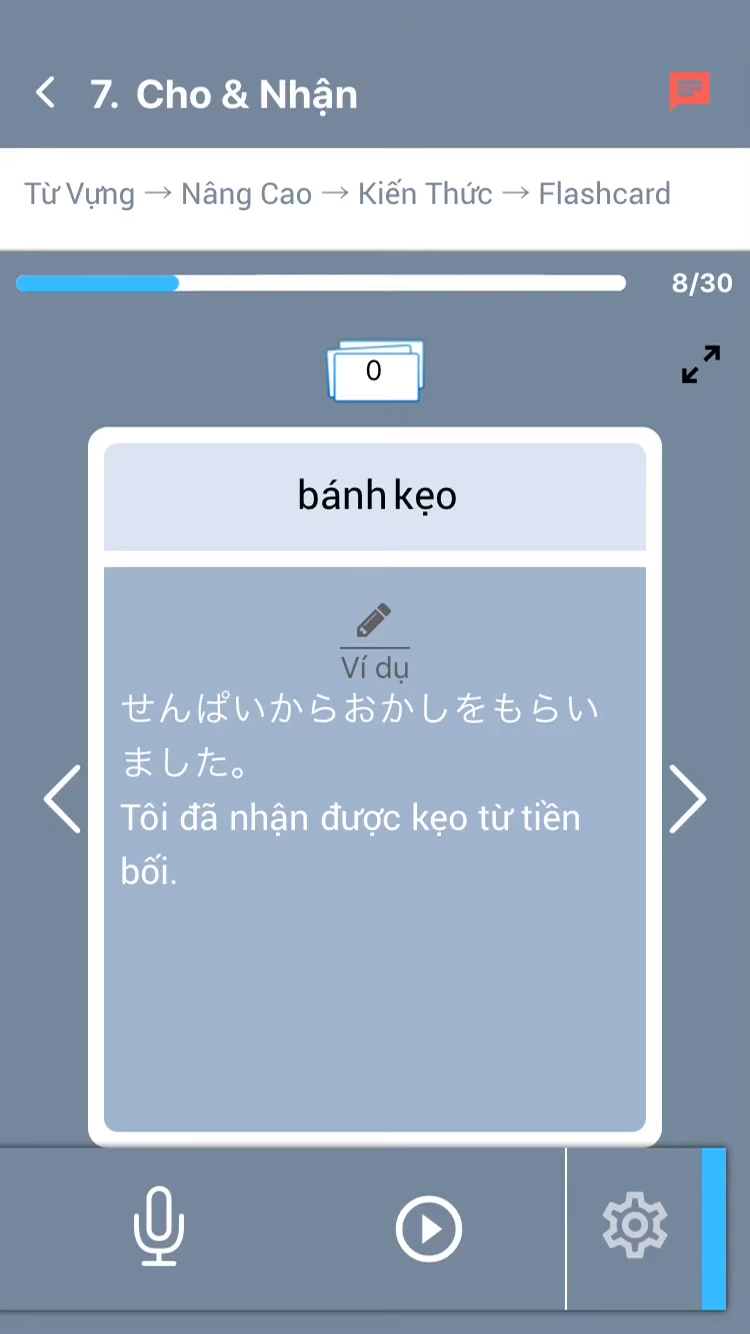 7. Cho & Nhận
Từ Vựng → Nâng Cao → Kiến Thức → Flashcard
8/30
0
bánh kẹo
Ví dụ
せんぱいからおかしをもらい
ました。
Tôi đã nhận được kẹo từ tiền
bối.